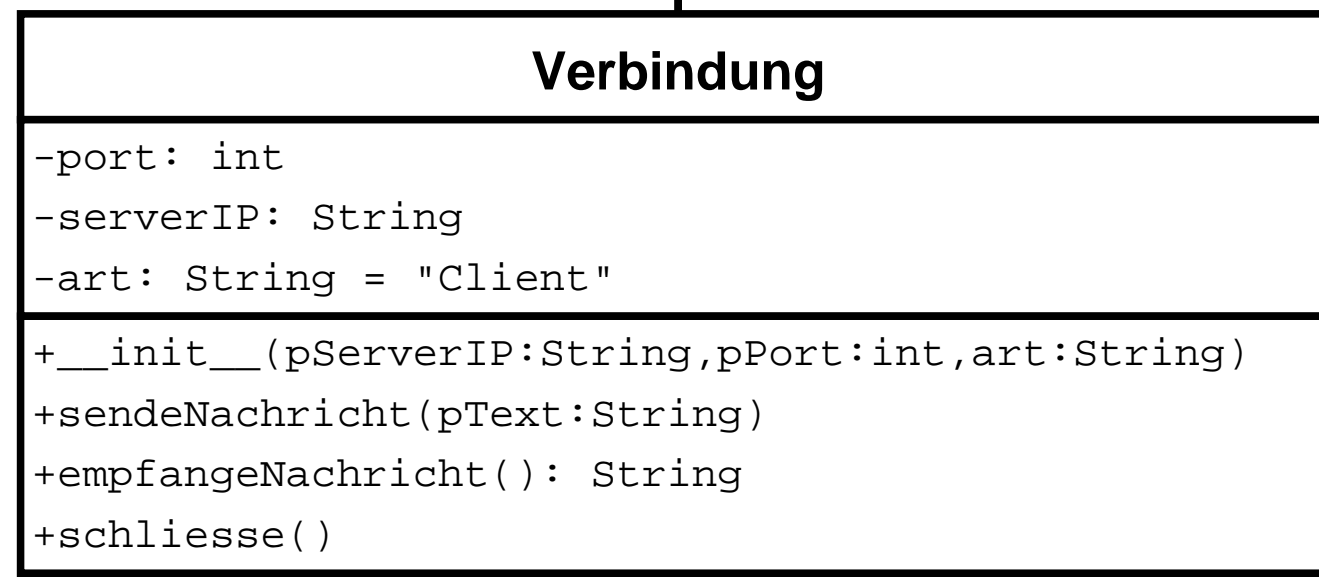 Verbindung
-port: int
-serverIP: String
-art: String = "Client"
+__init__(pServerIP:String,pPort:int,art:String)
+sendeNachricht(pText:String)
+empfangeNachricht(): String
+schliesse()